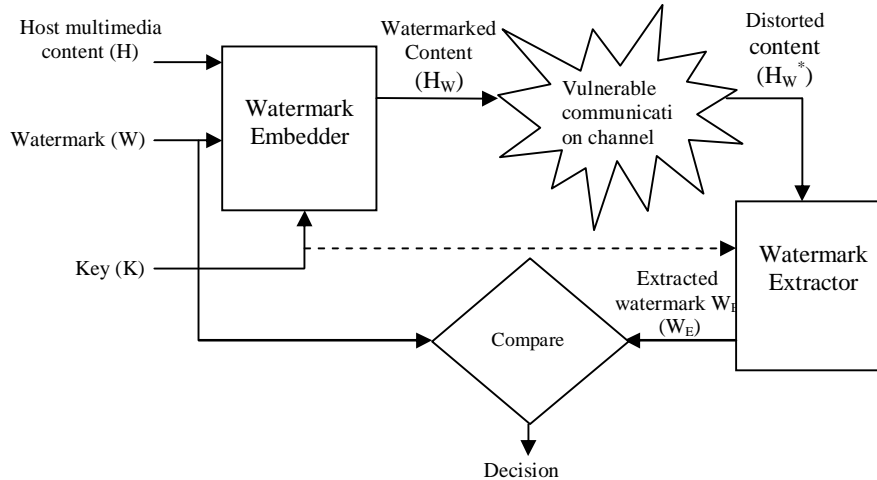 Host multimedia
content (H)
Watermark (W)
Key (K)
Watermark
Embedder
Watermarked
Content
(H_W)
Vulnerable
communicati
on channel
Distorted
content
(H_W^*)
Watermark
Extractor
Extracted
watermark W_E
(W_E)
Compare
Decision